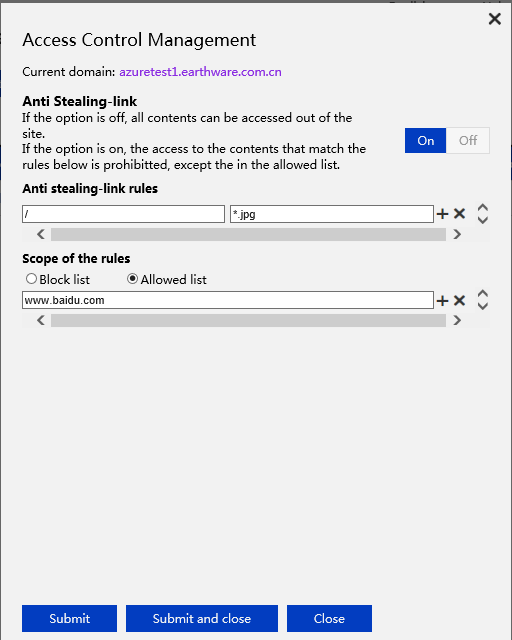 Access Control Management
Current domain: azuretest1.earthware.com.cn
Anti Stealing-link
If the option is off, all contents can be accessed out of the
site.
If the option is on, the access to the contents that match the
rules below is prohibitted, except the in the allowed list.
On Off
Anti stealing-link rules
/ *.jpg
Scope of the rules
Block list Allowed list
www.baidu.com
Submit Submit and close Close